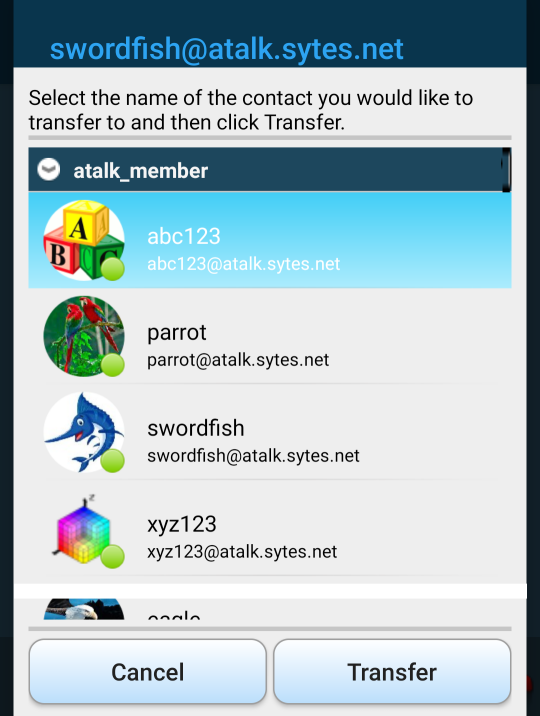 swordfish@atalk.sytes.net
Select the name of the contact you would like to
transfer to and then click Transfer.
atalk_member
A
B
C
abc123
abc123@atalk.sytes.net
parrot
parrot@atalk.sytes.net
swordfish
swordfish@atalk.sytes.net
z
xyz123
xyz123@atalk.sytes.net
eagle
Cancel
Transfer